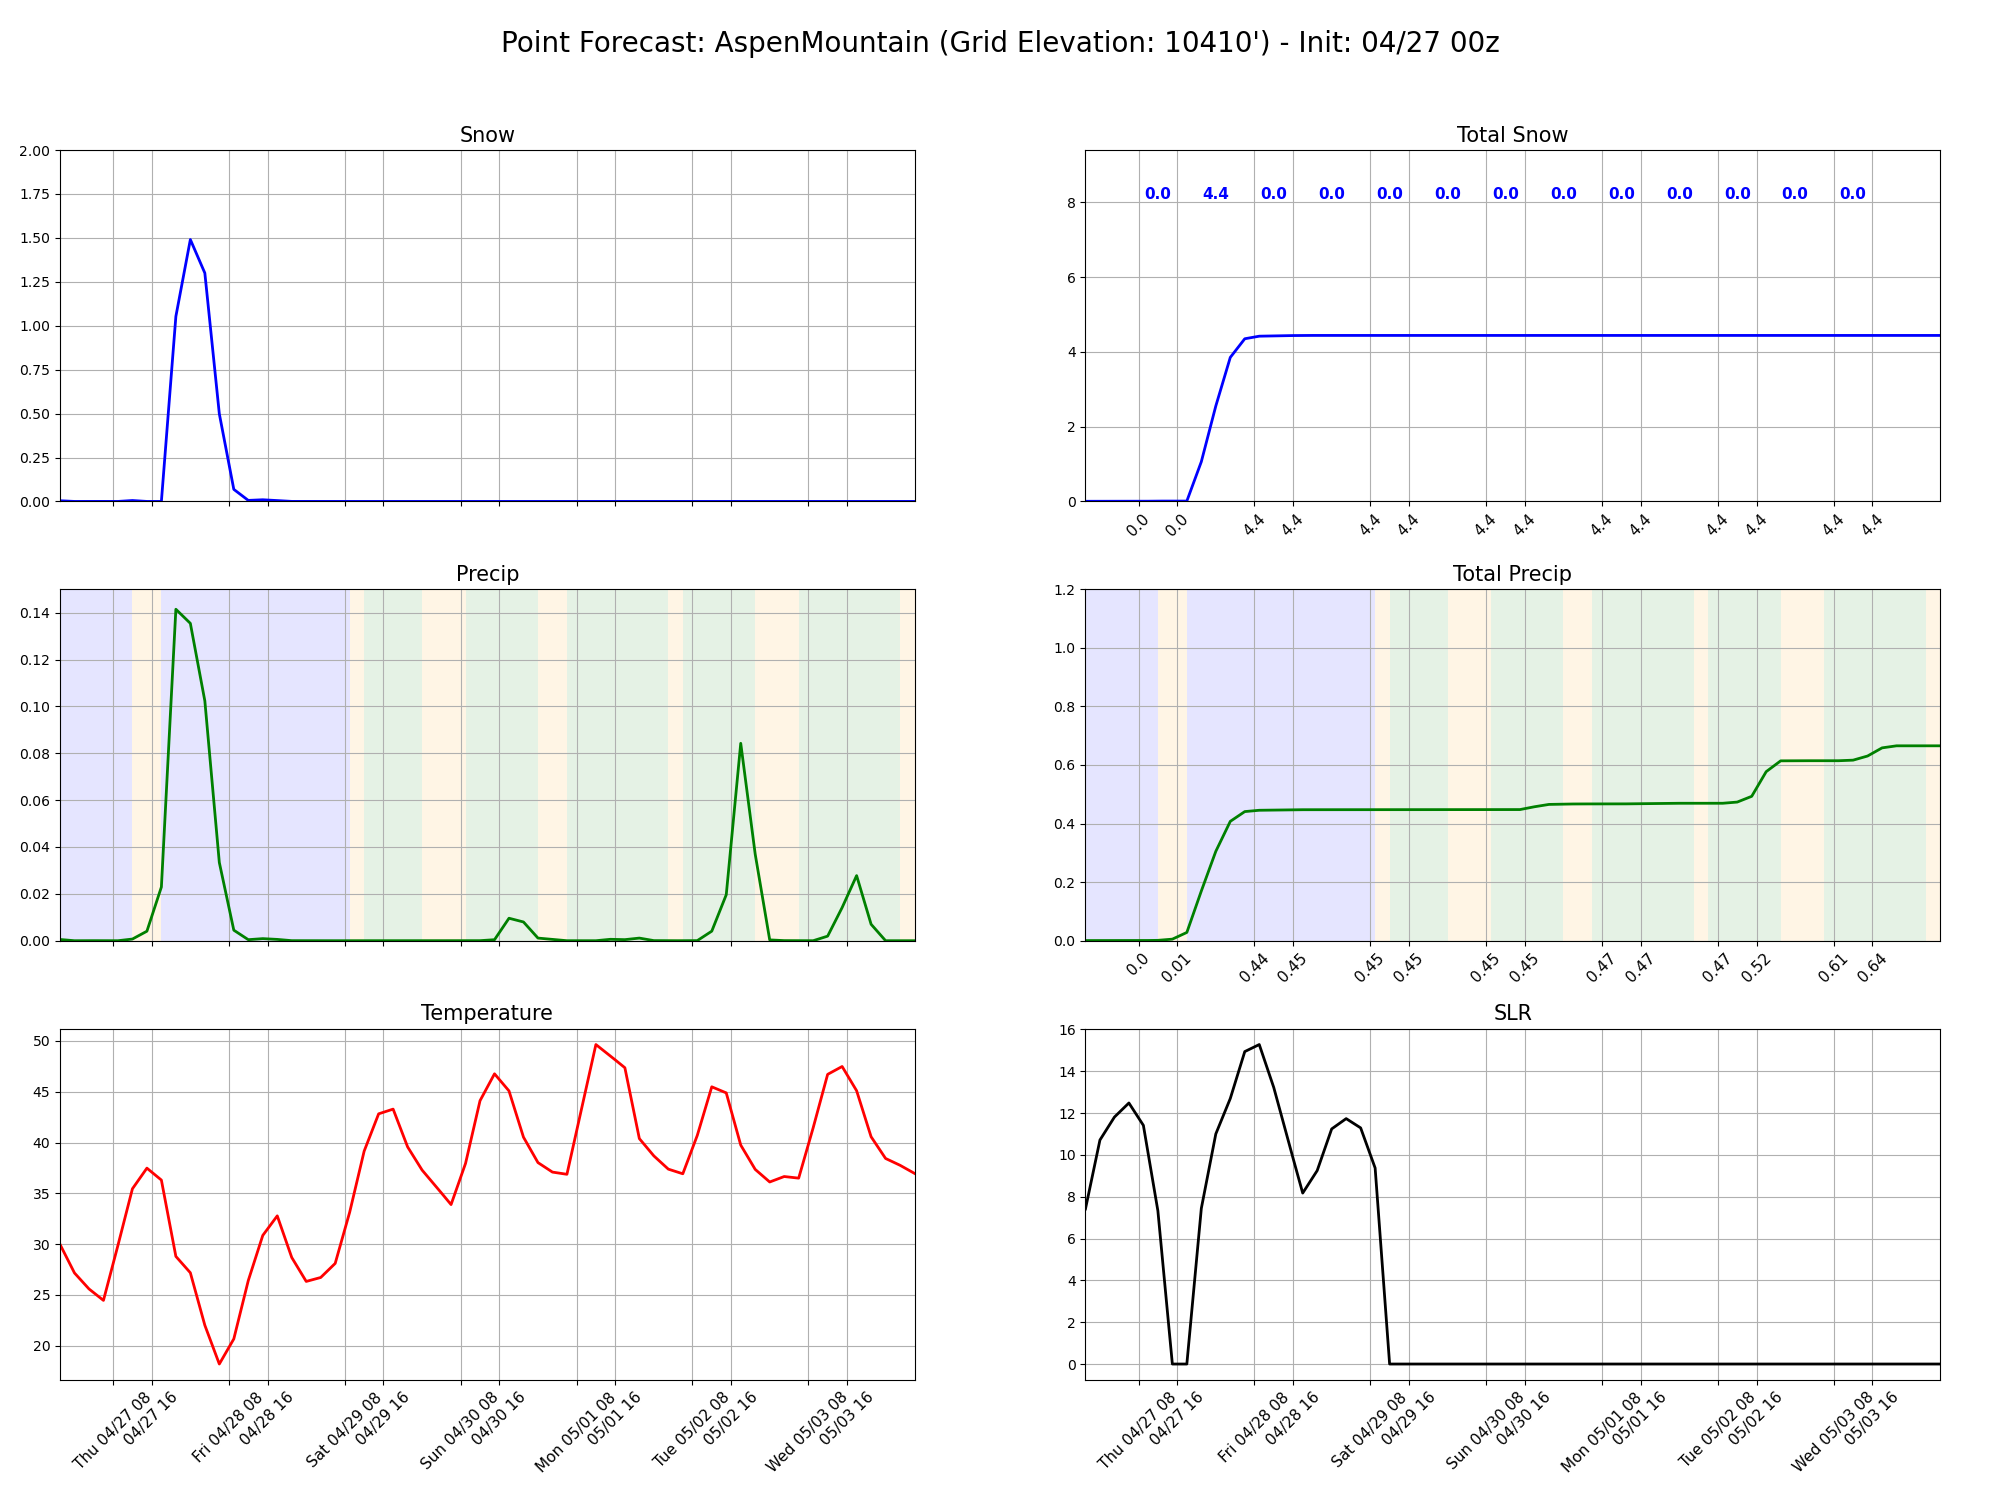 Point Forecast: AspenMountain (Grid Elevation: 10410') - Init: 04/27 00z
Snow
2.00
1.75
1.50
1.25
1.00
0.75
0.50
0.25
0.00
Total Snow
0.0 4.4 0.0 0.0 0.0 0.0 0.0 0.0 0.0 0.0 0.0 0.0 0.0
8
6
4
2
0
0.0 0.0 4.4 4.4 4.4 4.4 4.4 4.4 4.4 4.4 4.4 4.4 4.4 4.4
Precip
0.14
0.12
0.10
0.08
0.06
0.04
0.02
0.00
Total Precip
1.2
1.0
0.8
0.6
0.4
0.2
0.0
0.0 0.01 0.44 0.45 0.45 0.45 0.45 0.45 0.47 0.47 0.47 0.52 0.61 0.64
Temperature
50
45
40
35
30
25
20
Thu 04/27 08
04/27 16
Fri 04/28 08
04/28 16
Sat 04/29 08
04/29 16
Sun 04/30 08
04/30 16
Mon 05/01 08
05/01 16
Tue 05/02 08
05/02 16
Wed 05/03 08
05/03 16
SLR
16
14
12
10
8
6
4
2
0
Thu 04/27 08
04/27 16
Fri 04/28 08
04/28 16
Sat 04/29 08
04/29 16
Sun 04/30 08
04/30 16
Mon 05/01 08
05/01 16
Tue 05/02 08
05/02 16
Wed 05/03 08
05/03 16